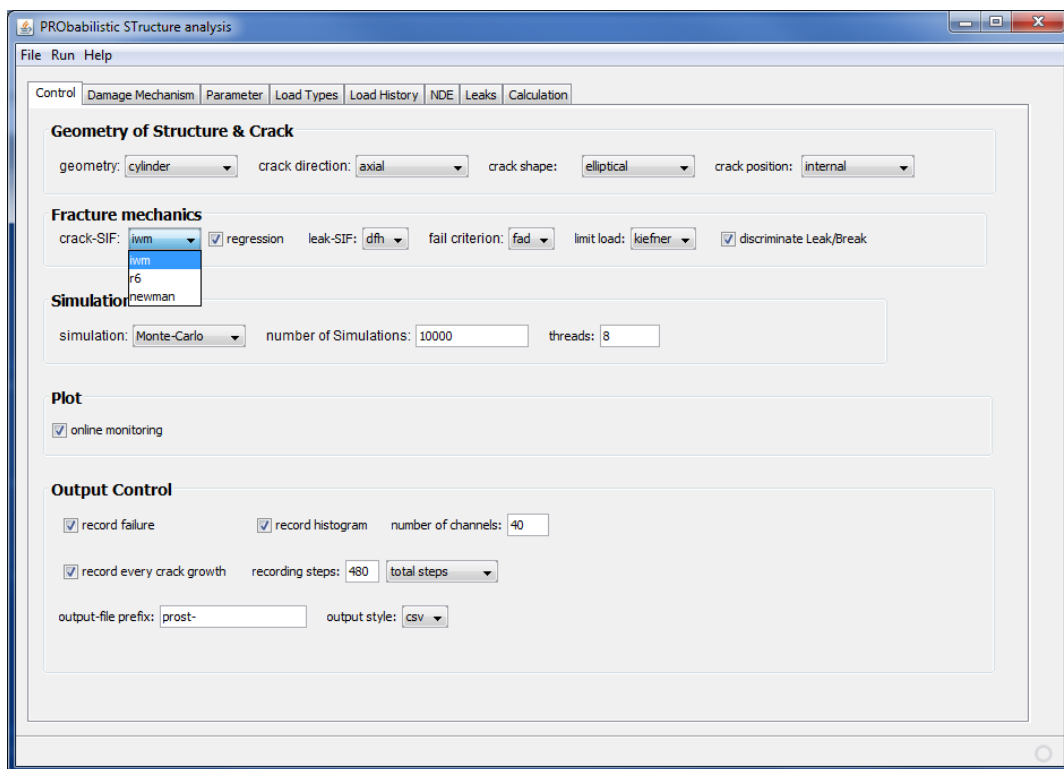 PRObabilistic STructure analysis
File Run Help
Control Damage Mechanism Parameter Load Types Load History NDE Leaks Calculation
Geometry of Structure & Crack
geometry: cylinder crack direction: axial crack shape: elliptical crack position: internal
Fracture mechanics
crack-SIF: iwm regression leak-SIF: dfh fail criterion: fad limit load: kiefner discriminate Leak/Break
iwm
r6
newman
Simulation
simulation: Monte-Carlo number of Simulations: 10000 threads: 8
Plot
online monitoring
Output Control
record failure record histogram number of channels: 40
record every crack growth recording steps: 480 total steps
output-file prefix: prost- output style: csv